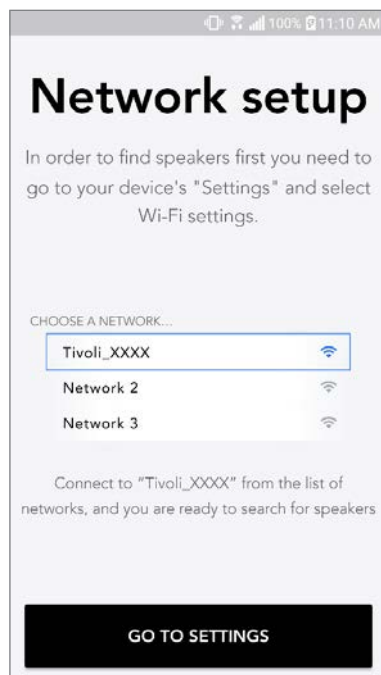 100% 11:10 AM
Network setup
In order to find speakers first you need to
go to your device's "Settings" and select
Wi-Fi settings.
CHOOSE A NETWORK...
Tivoli_XXXX
Network 2
Network 3
Connect to "Tivoli_XXXX" from the list of
networks, and you are ready to search for speakers
GO TO SETTINGS